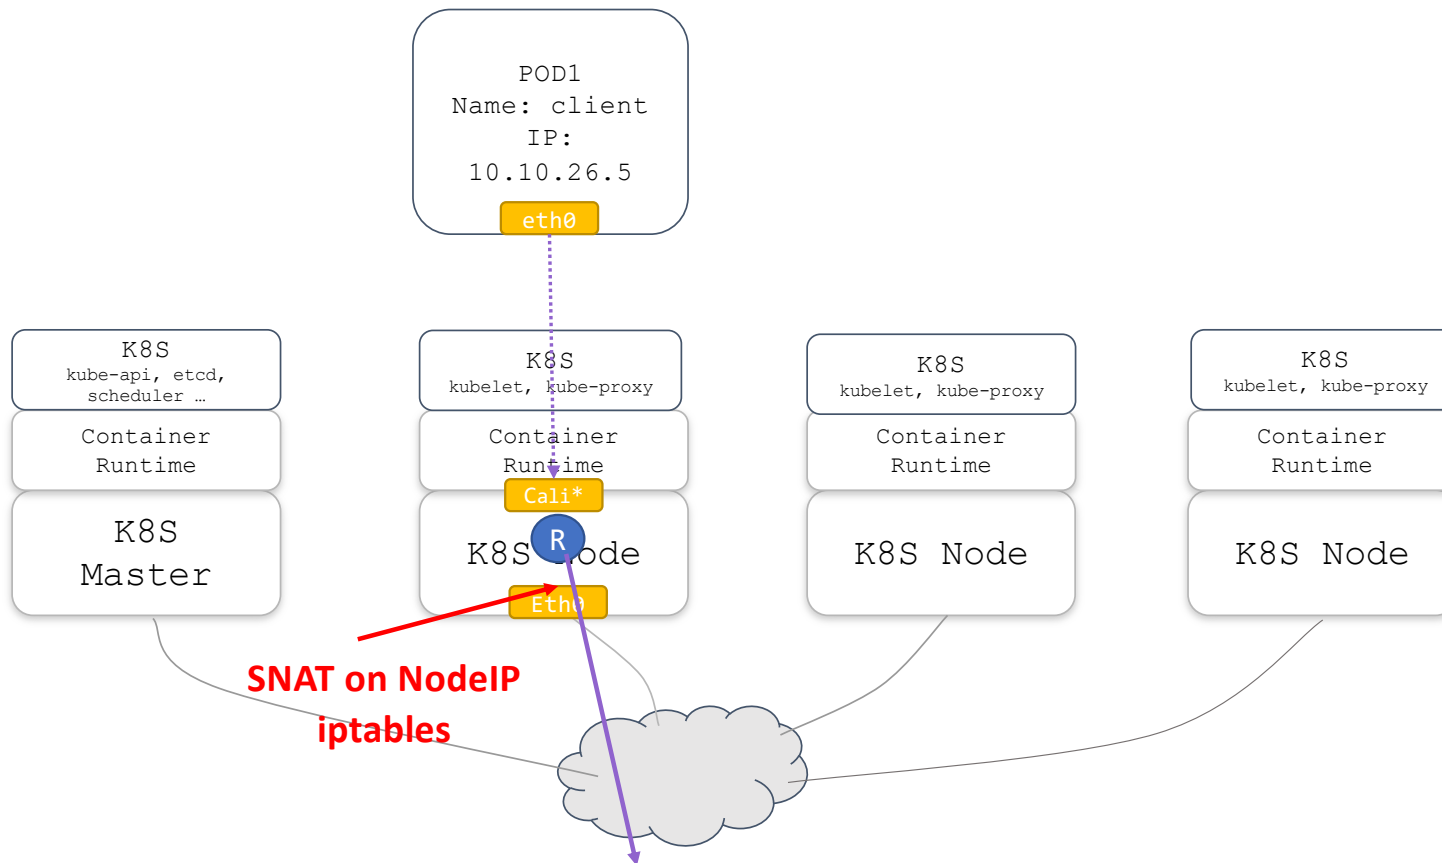 POD1
Name: client
IP:
10.10.26.5
eth0
K8S
kube-api, etcd,
scheduler …
Container
Runtime
K8S
Master
K8S
kubelet, kube-proxy
Container
Runtime
Cali*
R
K8S Node
Eth0
K8S
kubelet, kube-proxy
Container
Runtime
K8S Node
K8S
kubelet, kube-proxy
Container
Runtime
K8S Node
SNAT on NodeIP
iptables